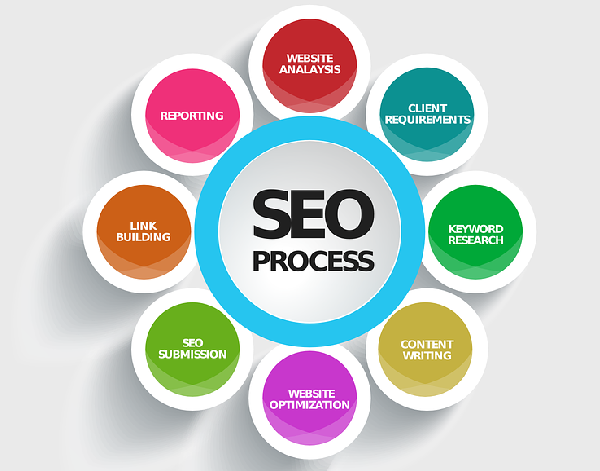 WEBSITE
ANALAYSIS
CLIENT
REQUIREMENTS
KEYWORD
RESEARCH
CONTENT
WRITING
WEBSITE
OPTIMIZATION
SEO
SUBMISSION
LINK
BUILDING
REPORTING
SEO
PROCESS